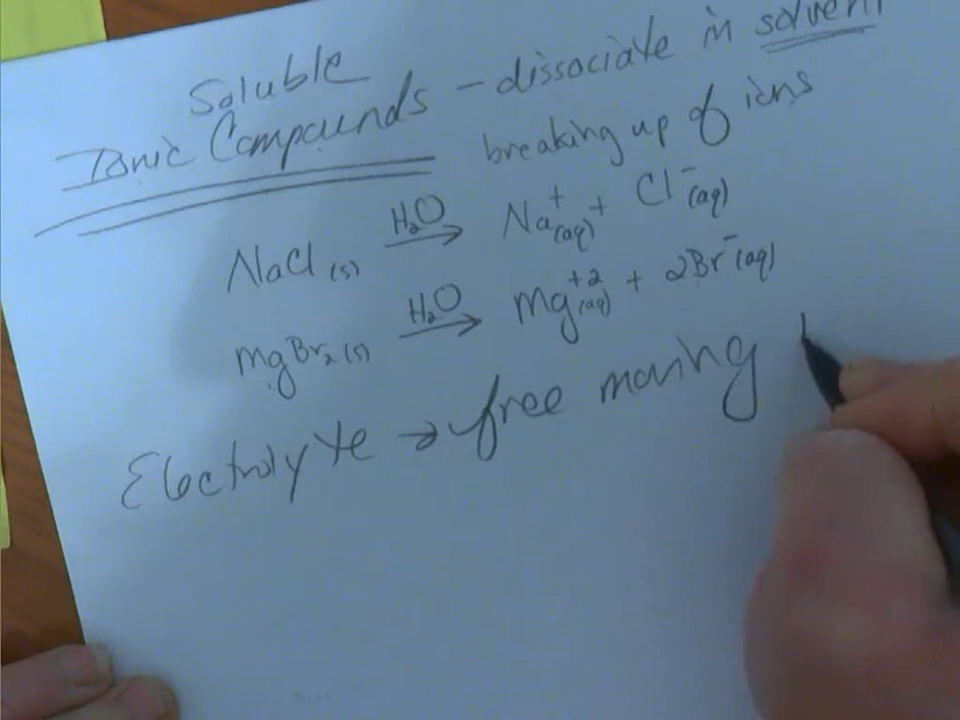 Soluble
Ionic Compounds - dissociate in solvent
breaking up of ions
NaCl (s) H₂O → Na⁺(aq) + Cl⁻(aq)
MgBr₂(s) H₂O → Mg⁺²(aq) + 2Br⁻(aq)
Electrolyte → free moving